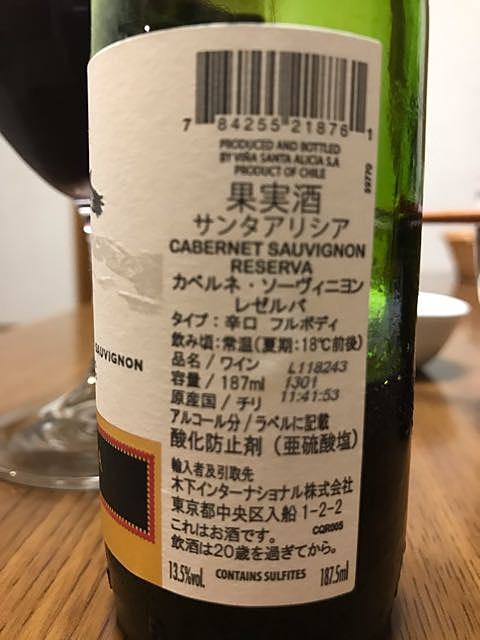 7 84255 21876 1
PRODUCED AND BOTTLED
BY VIÑA SANTA ALICIA S.A
PRODUCT OF CHILE
59770
果実酒
サンタアリシア
CABERNET SAUVIGNON
RESERVA
カベルネ・ソーヴィニヨン
レゼルバ
タイプ：辛口 フルボディ
飲み頃：常温(夏期：18℃前後)
品名 / ワイン L118243
容量 / 187ml 1301
原産国 / チリ 11:41:53
アルコール分 / ラベルに記載
酸化防止剤（亜硫酸塩）
輸入者及引取先
木下インターナショナル株式会社
東京都中央区入船 1-2-2
これはお酒です。 CQR005
飲酒は20歳を過ぎてから。
13.5%vol. CONTAINS SULFITES 187.5ml
SAUVIGNON